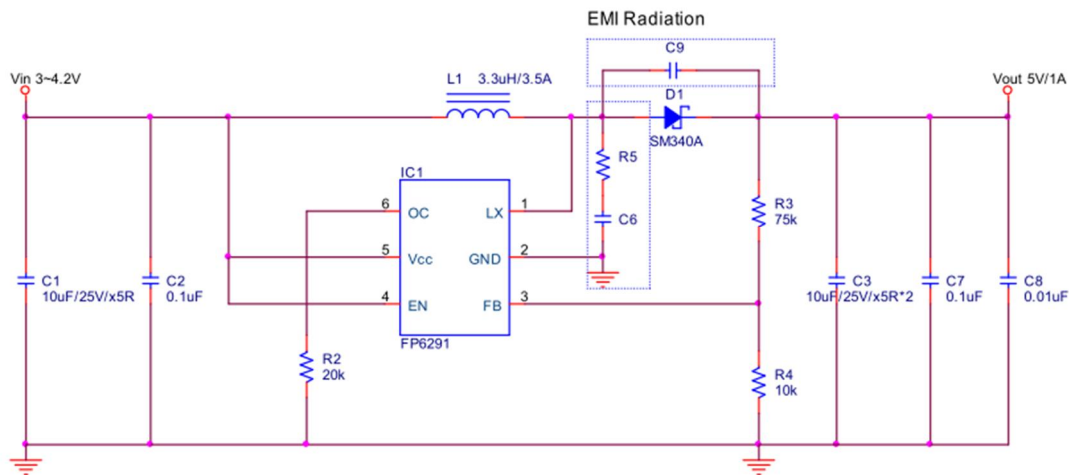 EMI Radiation
C9
Vin 3~4.2V
L1 3.3uH/3.5A
Vout 5V/1A
D1
SM340A
R5
IC1
6
OC
LX
1
R3
75k
C6
5
Vcc
GND
2
C1
10uF/25V/x5R
C2
0.1uF
C3
10uF/25V/x5R*2
C7
0.1uF
C8
0.01uF
4
EN
FB
3
FP6291
R2
20k
R4
10k